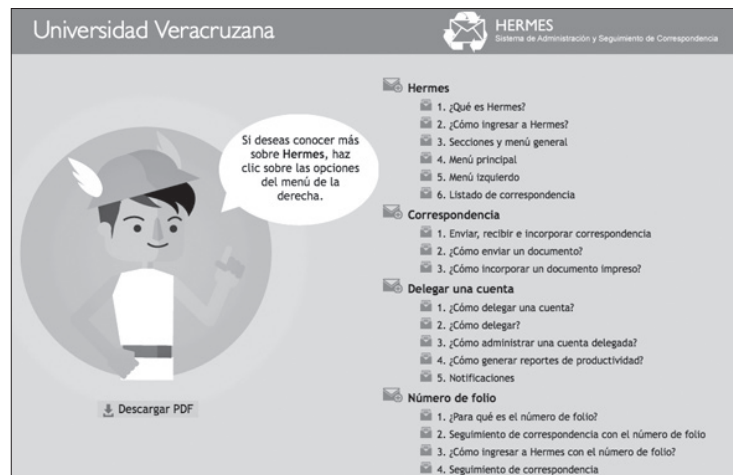 Universidad Veracruzana
HERMES
Sistema de Administración y Seguimiento de Correspondencia
Si deseas conocer más
sobre Hermes, haz
clic sobre las opciones
del menú de la
derecha.
Descargar PDF
Hermes
1. ¿Qué es Hermes?
2. ¿Cómo ingresar a Hermes?
3. Secciones y menú general
4. Menú principal
5. Menú izquierdo
6. Listado de correspondencia
Correspondencia
1. Enviar, recibir e incorporar correspondencia
2. ¿Cómo enviar un documento?
3. ¿Cómo incorporar un documento impreso?
Delegar una cuenta
1. ¿Cómo delegar una cuenta?
2. ¿Cómo delegar?
3. ¿Cómo administrar una cuenta delegada?
4. ¿Cómo generar reportes de productividad?
5. Notificaciones
Número de folio
1. ¿Para qué es el número de folio?
2. Seguimiento de correspondencia con el número de folio
3. ¿Cómo ingresar a Hermes con el número de folio?
4. Seguimiento de correspondencia